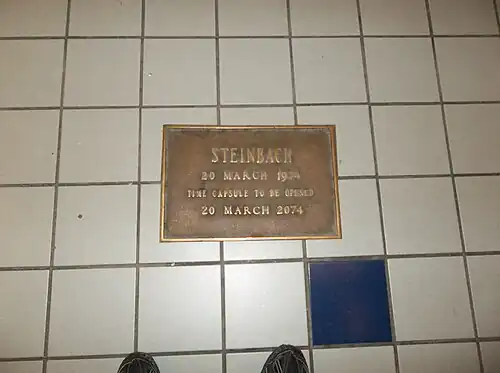 STEINBACH
20 MARCH 1974
TIME CAPSULE TO BE OPENED
20 MARCH 2074